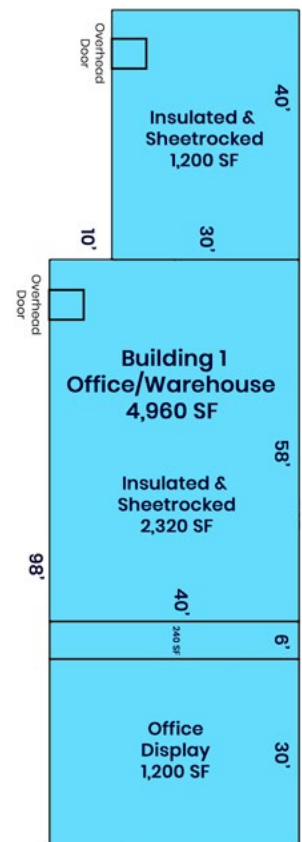 Overhead
Door
40'
Insulated &
Sheetrocked
1,200 SF
10'
30'
Overhead
Door
Building 1
Office/Warehouse
4,960 SF
58'
Insulated &
Sheetrocked
2,320 SF
98'
40'
240 SF
6'
Office
Display
1,200 SF
30'